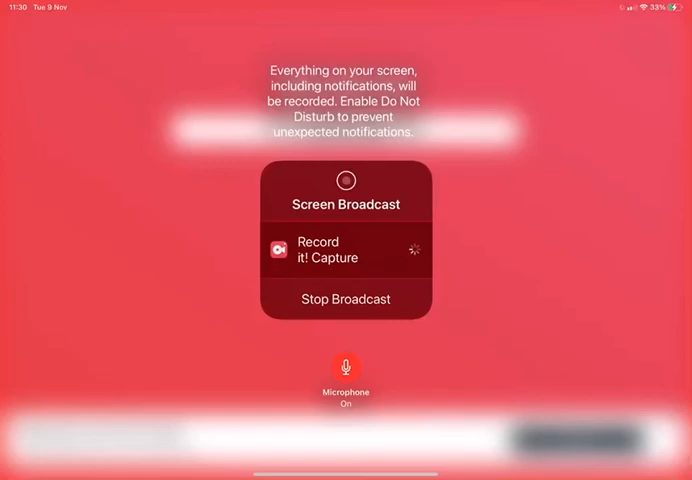 11:30 Tue 9 Nov 33%
Everything on your screen,
including notifications, will
be recorded. Enable Do Not
Disturb to prevent
unexpected notifications.
Screen Broadcast
Record
it! Capture
Stop Broadcast
Microphone
On